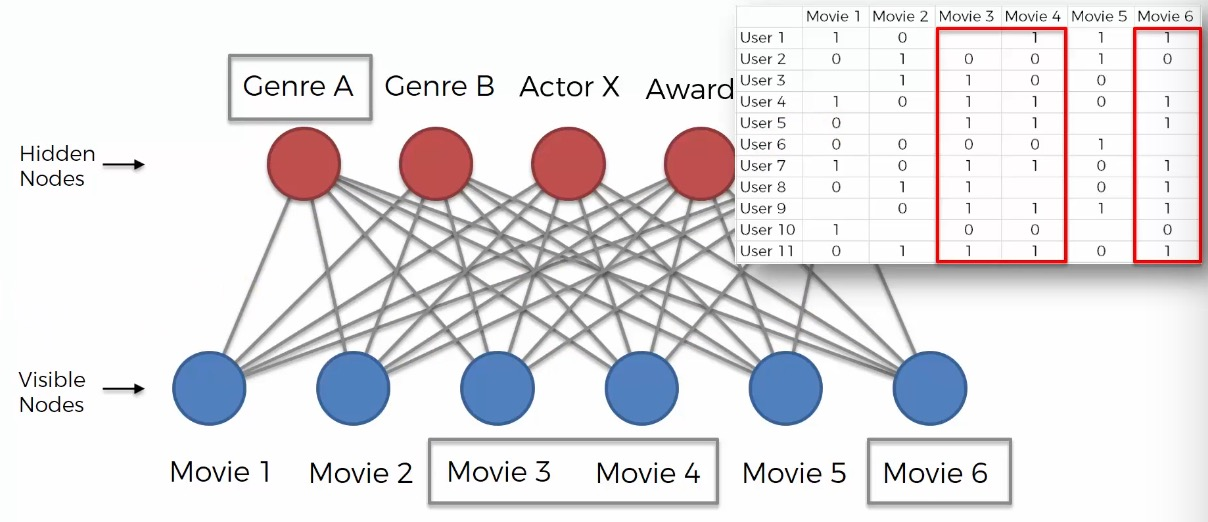 Movie 1 Movie 2 Movie 3 Movie 4 Movie 5 Movie 6
User 1 1 0 1 1 1
User 2 0 1 0 0 1 0
User 3 1 1 0 0
User 4 1 0 1 1 0 1
User 5 0 1 1 1
User 6 0 0 0 0 1
User 7 1 0 1 1 0 1
User 8 0 1 1 0 1
User 9 0 1 1 1 1
User 10 1 0 0 0
User 11 0 1 1 1 0 1
Genre A Genre B Actor X Award
Hidden
Nodes
Visible
Nodes
Movie 1 Movie 2 Movie 3 Movie 4 Movie 5 Movie 6